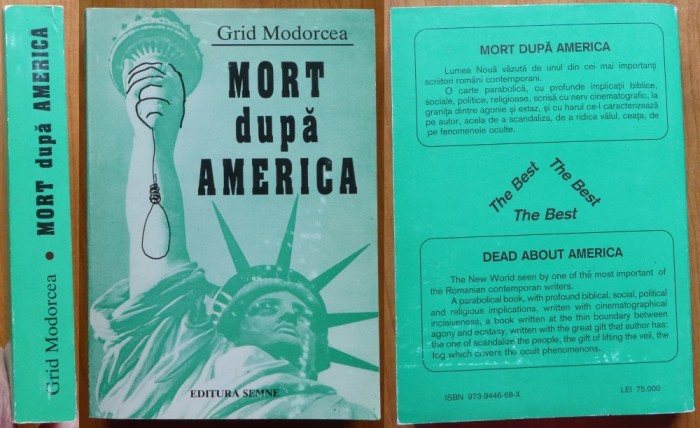 Grid Modorcea • MORT după AMERICA
Grid Modorcea
MORT
după
AMERICA
EDITURA SEMNE
MORT DUPĂ AMERICA
Lumea Nouă văzută de unul din cei mai importanţi
scriitori români contemporani.
O carte parabolică, cu profunde implicaţii biblice,
sociale, politice, religioase, scrisă cu nerv cinematografic, la
graniţa dintre agonie şi extaz, şi cu harul ce-l caracterizează
pe autor, acela de a scandaliza, de a ridica vălul, ceaţa, de
pe fenomenele oculte.
The Best
The Best
The Best
DEAD ABOUT AMERICA
The New World seen by one of the most important of
the Romanian contemporan writers.
A parabolical book, with profound biblical, social, political
and religious implications, written with cinematographical
incisiveness, a book written at the thin boundary between
agony and ecstasy, written with the great gift that author has:
the one of scandalize the people, the gift of lifting the veil, the
fog which covers the ocult phenomenons.
ISBN 973-9446-68-X
LEI 75.000